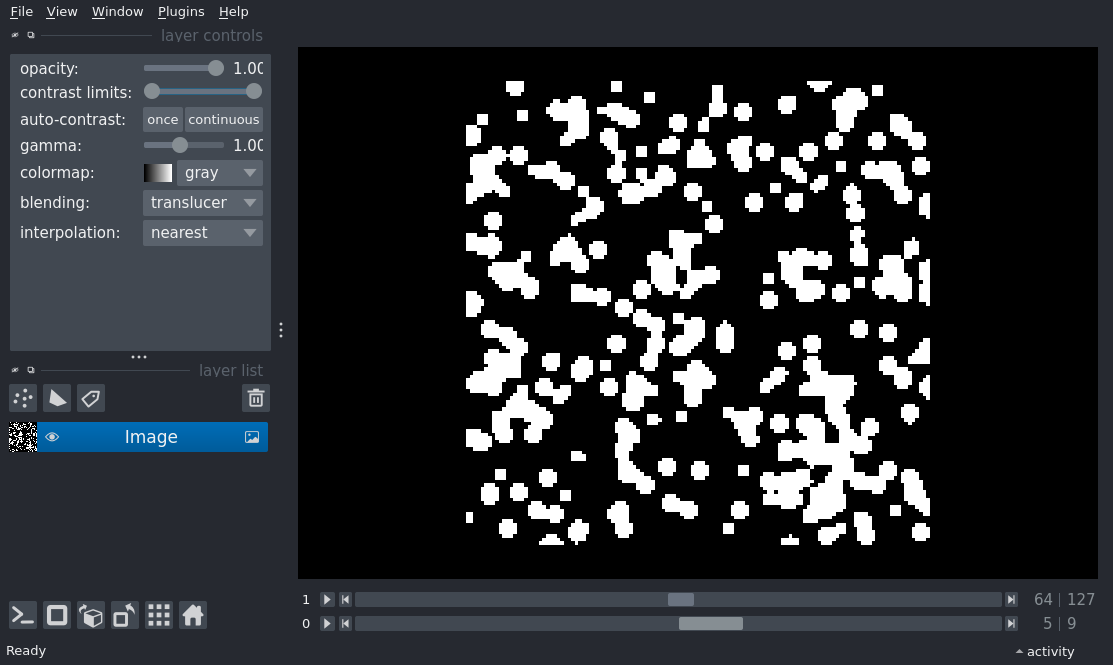 File View Window Plugins Help
layer controls
opacity: 1.00
contrast limits:
auto-contrast: once continuous
gamma: 1.00
colormap: gray
blending: translucer
interpolation: nearest
layer list
Image
1 64 | 127
0 5 | 9
Ready activity